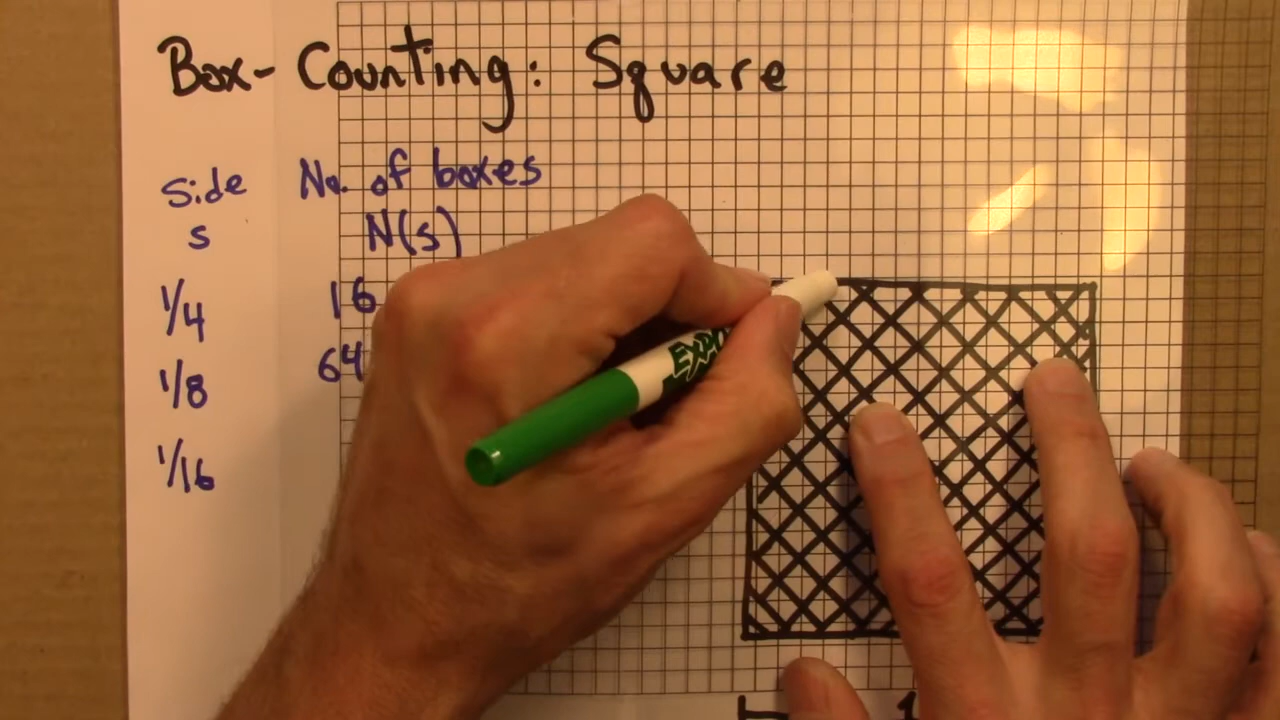 Box-Counting: Square
Side No. of boxes
s N(s)
1/4 16
1/8 64
1/16
EXPO